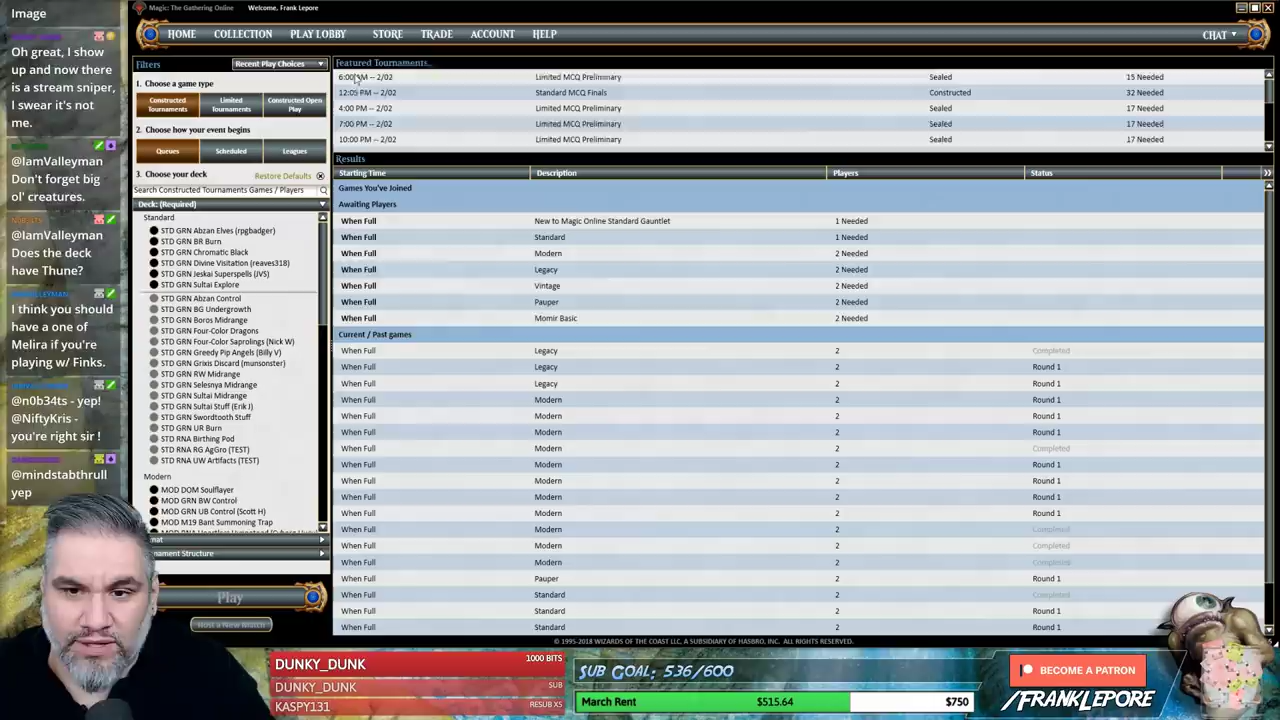 Magic: The Gathering Online
Welcome, Frank Lepore
HOME COLLECTION PLAY LOBBY STORE TRADE ACCOUNT HELP CHAT
Image
Oh great, I show
up and now there
is a stream sniper.
I swear it's not
me.
@IamValleyman
Don't forget big
ol' creatures.
@IamValleyman
Does the deck
have Thune?
I think you should
have a one of
Melira if you're
playing w/ Finks.
@n0b34ts - yep!
@NiftyKris -
you're right sir !
@mindstabthrull
yep
Filters
Recent Play Choices
1. Choose a game type
Constructed Tournaments
Limited Tournaments
Constructed Open Play
2. Choose how your event begins
Queues Scheduled Leagues
3. Choose your deck
Restore Defaults
Search Constructed Tournaments Games / Players
Deck: (Required)
Standard
STD GRN Abzan Elves (rpgbadger)
STD GRN BR Burn
STD GRN Chromatic Black
STD GRN Divine Visitation (reaves318)
STD GRN Jeskai Superspells (JVS)
STD GRN Sultai Explore
STD GRN Abzan Control
STD GRN BG Undergrowth
STD GRN Boros Midrange
STD GRN Four-Color Dragons
STD GRN Four-Color Saprolings (Nick W)
STD GRN Greedy Pip Angels (Billy V)
STD GRN Grixis Discard (munsonster)
STD GRN RW Midrange
STD GRN Selesnya Midrange
STD GRN Sultai Midrange
STD GRN Sultai Stuff (Erik J)
STD GRN Swordtooth Stuff
STD GRN UR Burn
STD RNA Birthing Pod
STD RNA RG AgGro (TEST)
STD RNA UW Artifacts (TEST)
Modern
MOD DOM Soulflayer
MOD GRN BW Control
MOD GRN UB Control (Scott H)
MOD M19 Bant Summoning Trap
Play
Host a New Match
Featured Tournaments
6:00 PM -- 2/02 Limited MCQ Preliminary Sealed 15 Needed
12:05 PM -- 2/02 Standard MCQ Finals Constructed 32 Needed
4:00 PM -- 2/02 Limited MCQ Preliminary Sealed 17 Needed
7:00 PM -- 2/02 Limited MCQ Preliminary Sealed 17 Needed
10:00 PM -- 2/02 Limited MCQ Preliminary Sealed 17 Needed
Results
Starting Time Description Players Status
Games You've Joined
Awaiting Players
When Full New to Magic Online Standard Gauntlet 1 Needed
When Full Standard 1 Needed
When Full Modern 2 Needed
When Full Legacy 2 Needed
When Full Vintage 2 Needed
When Full Pauper 2 Needed
When Full Momir Basic 2 Needed
Current / Past games
When Full Legacy 2 Completed
When Full Legacy 2 Round 1
When Full Legacy 2 Round 1
When Full Modern 2 Round 1
When Full Modern 2 Round 1
When Full Modern 2 Round 1
When Full Modern 2 Completed
When Full Modern 2 Round 1
When Full Modern 2 Round 1
When Full Modern 2 Round 1
When Full Modern 2 Round 1
When Full Modern 2 Completed
When Full Modern 2 Completed
When Full Modern 2 Completed
When Full Pauper 2 Round 1
When Full Standard 2 Completed
When Full Standard 2 Round 1
When Full Standard 2 Round 1
© 1995-2018 WIZARDS OF THE COAST LLC, A SUBSIDIARY OF HASBRO, INC. ALL RIGHTS RESERVED.
DUNKY_DUNK 1000 BITS
DUNKY_DUNK SUB
KASPY131 RESUB X5
SUB GOAL: 536/600
March Rent $515.64 $750
BECOME A PATRON
/FRANKLEPORE